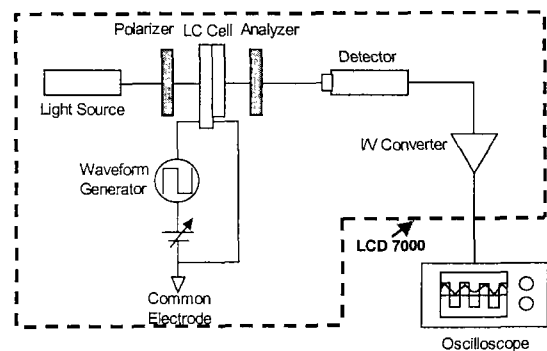 Polarizer LC Cell Analyzer
Detector
Light Source
I/V Converter
Waveform
Generator
LCD 7000
Common
Electrode
Oscilloscope